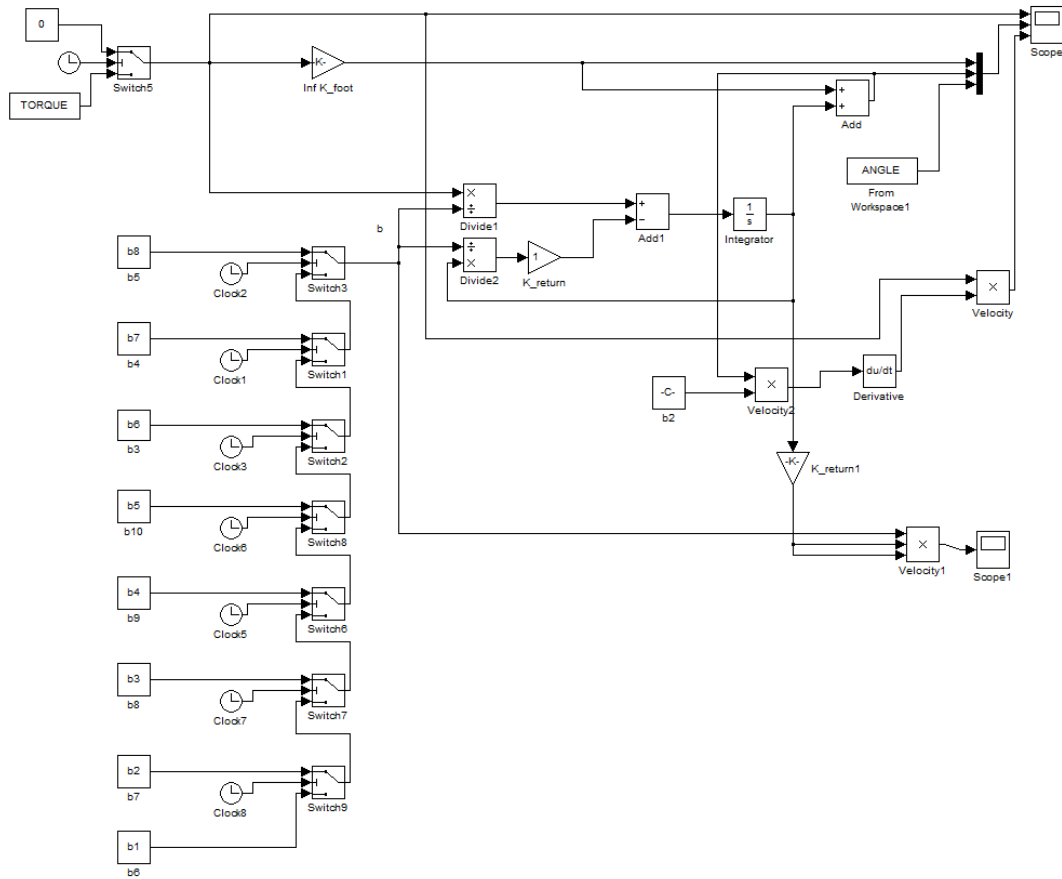 0
Switch5
TORQUE
K-
Inf K_foot
Scope
+
+
Add
ANGLE
From
Workspace1
×
÷
Divide1
b
÷
×
Divide2
1
K_return
+
−
Add1
1
s
Integrator
b8
b5
Clock2
Switch3
×
Velocity
b7
b4
Clock1
Switch1
-C-
b2
×
Velocity2
du/dt
Derivative
b6
b3
Clock3
Switch2
-K-
K_return1
b5
b10
Clock6
Switch8
×
Velocity1
Scope1
b4
b9
Clock5
Switch6
b3
b8
Clock7
Switch7
b2
b7
Clock8
Switch9
b1
b6